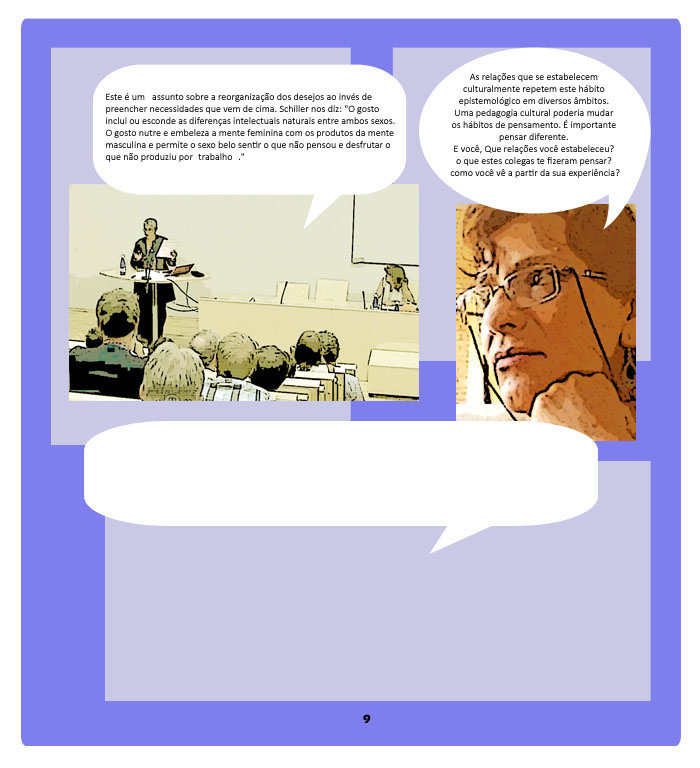 Este é um assunto sobre a reorganização dos desejos ao invés de
preencher necessidades que vem de cima. Schiller nos diz: "O gosto
inclui ou esconde as diferenças intelectuais naturais entre ambos sexos.
O gosto nutre e embeleza a mente feminina com os produtos da mente
masculina e permite o sexo belo sentir o que não pensou e desfrutar o
que não produziu por trabalho ."
As relações que se estabelecem
culturalmente repetem este hábito
epistemológico em diversos âmbitos.
Uma pedagogia cultural poderia mudar
os hábitos de pensamento. É importante
pensar diferente.
E você, Que relações você estabeleceu?
o que estes colegas te fizeram pensar?
como você vê a partir da sua experiência?
9